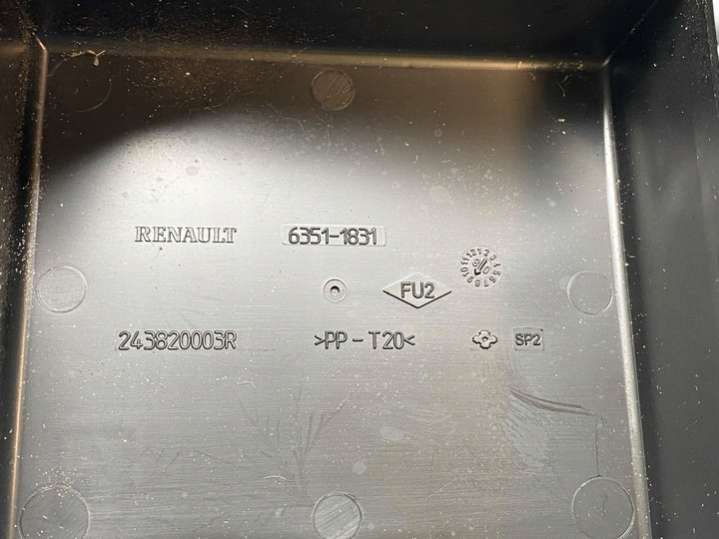 RENAULT 6351-1831
FU2
243820003R >PP-T20< SP2